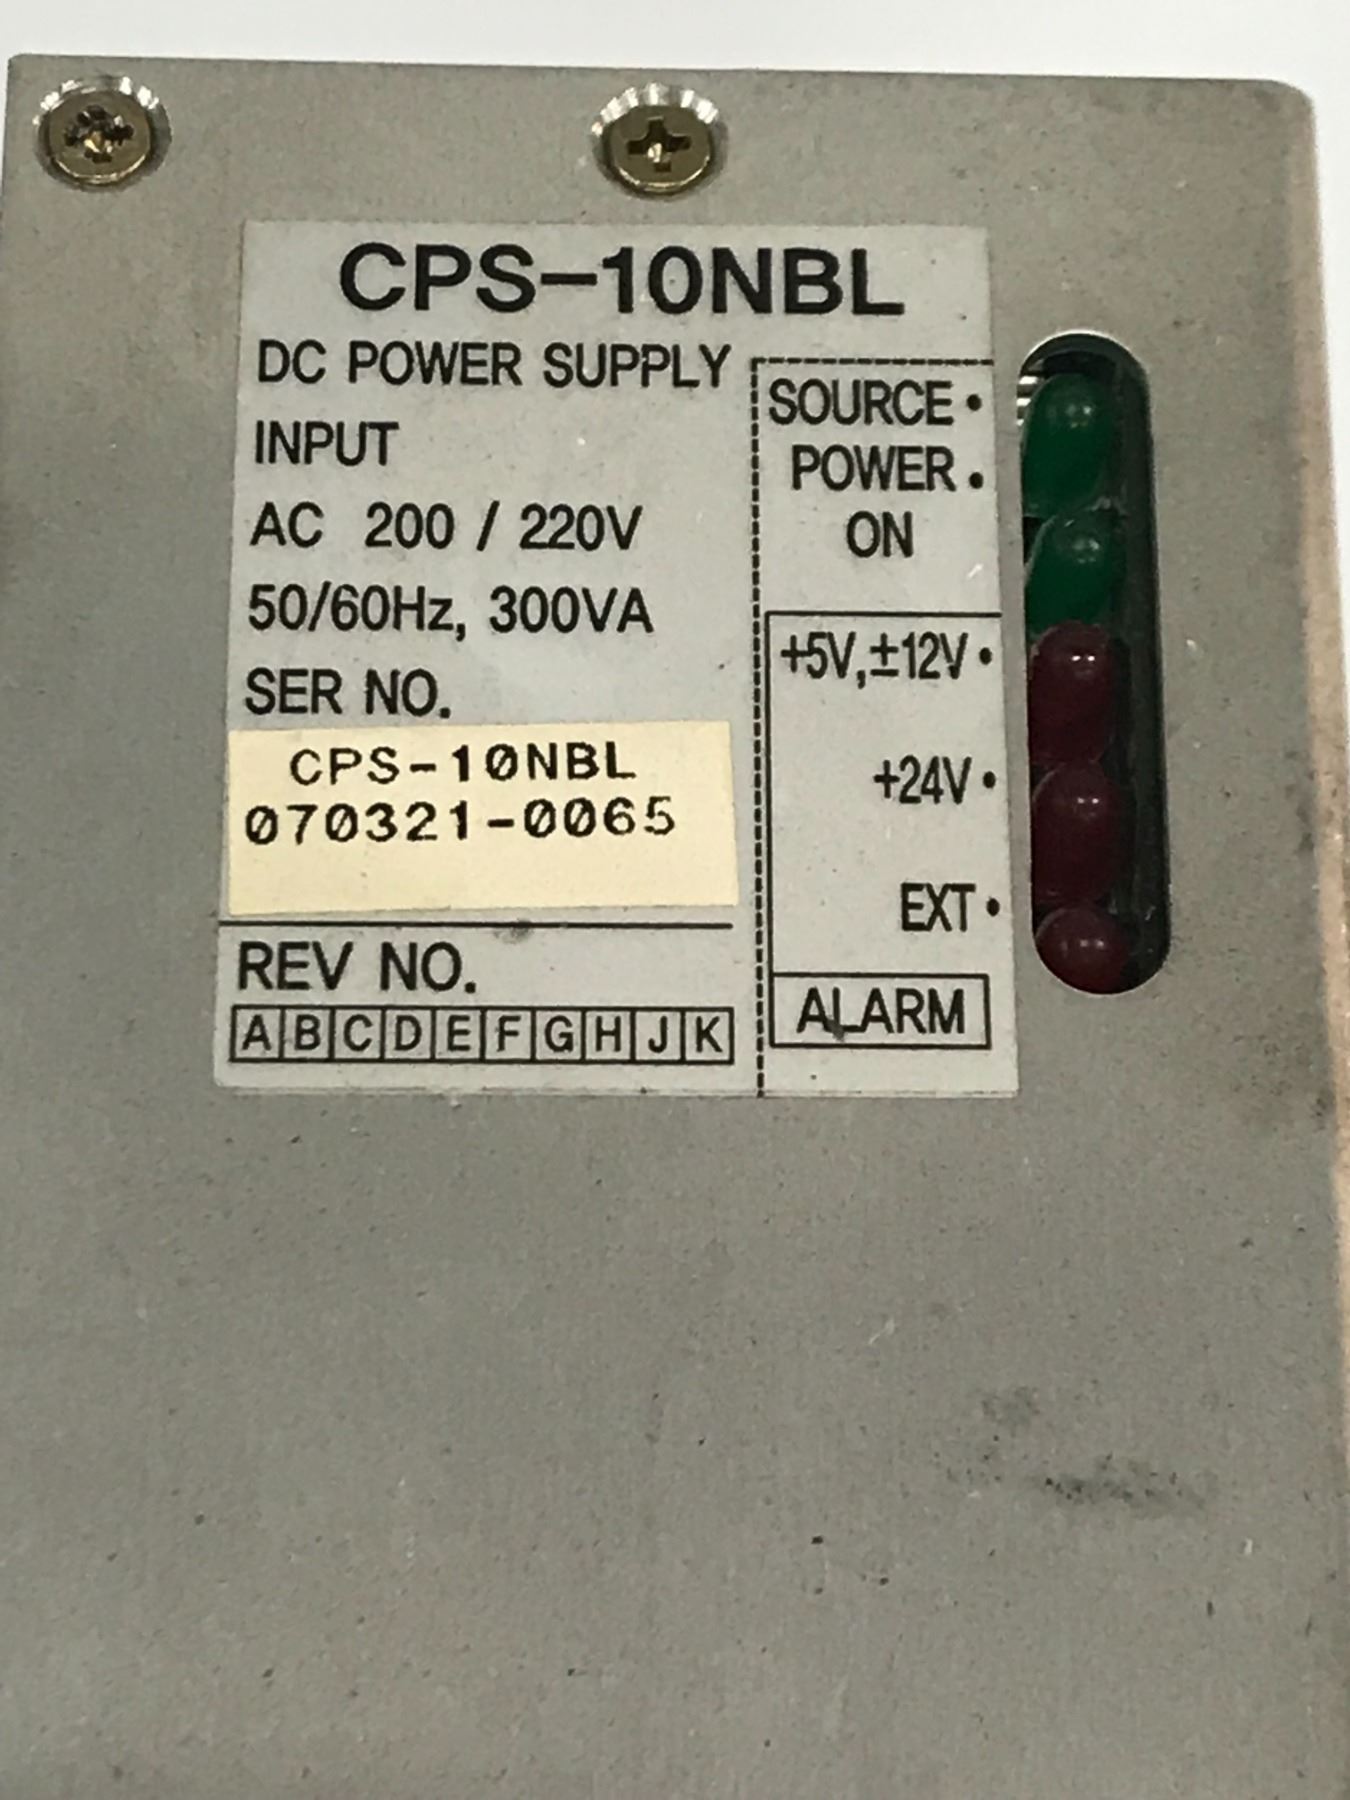 CPS-10NBL
DC POWER SUPPLY
INPUT
AC 200 / 220V
50/60Hz, 300VA
SER NO.
CPS-10NBL
070321-0065
REV NO.
A B C D E F G H J K
SOURCE •
POWER •
ON
+5V,±12V •
+24V •
EXT •
ALARM